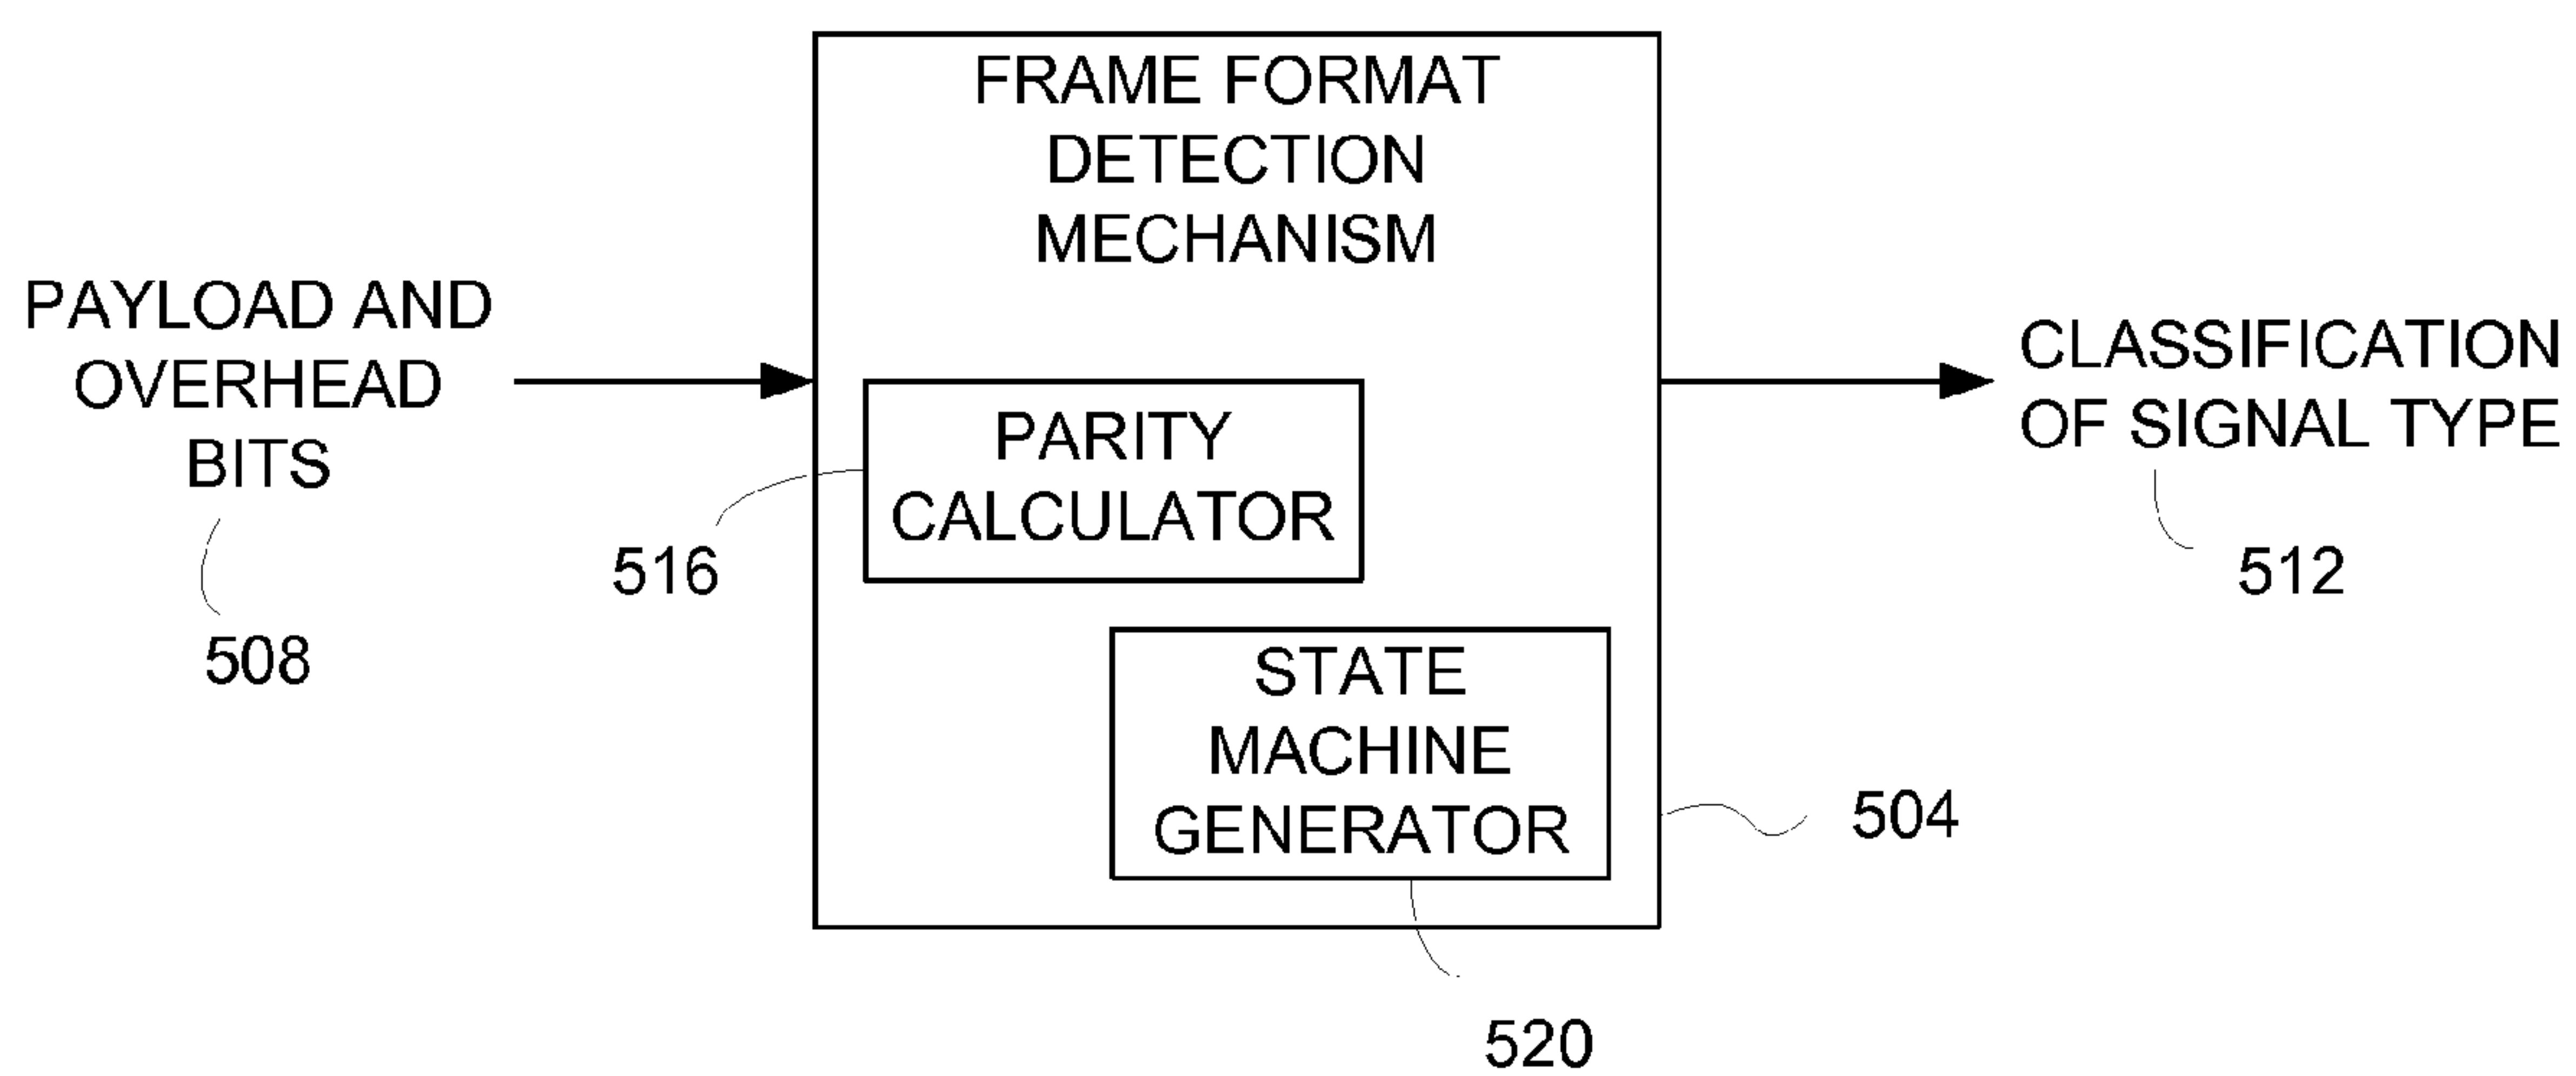 FRAME FORMAT
DETECTION
MECHANISM
PAYLOAD AND
OVERHEAD
BITS
508
PARITY
CALCULATOR
516
STATE
MACHINE
GENERATOR
520
504
CLASSIFICATION
OF SIGNAL TYPE
512